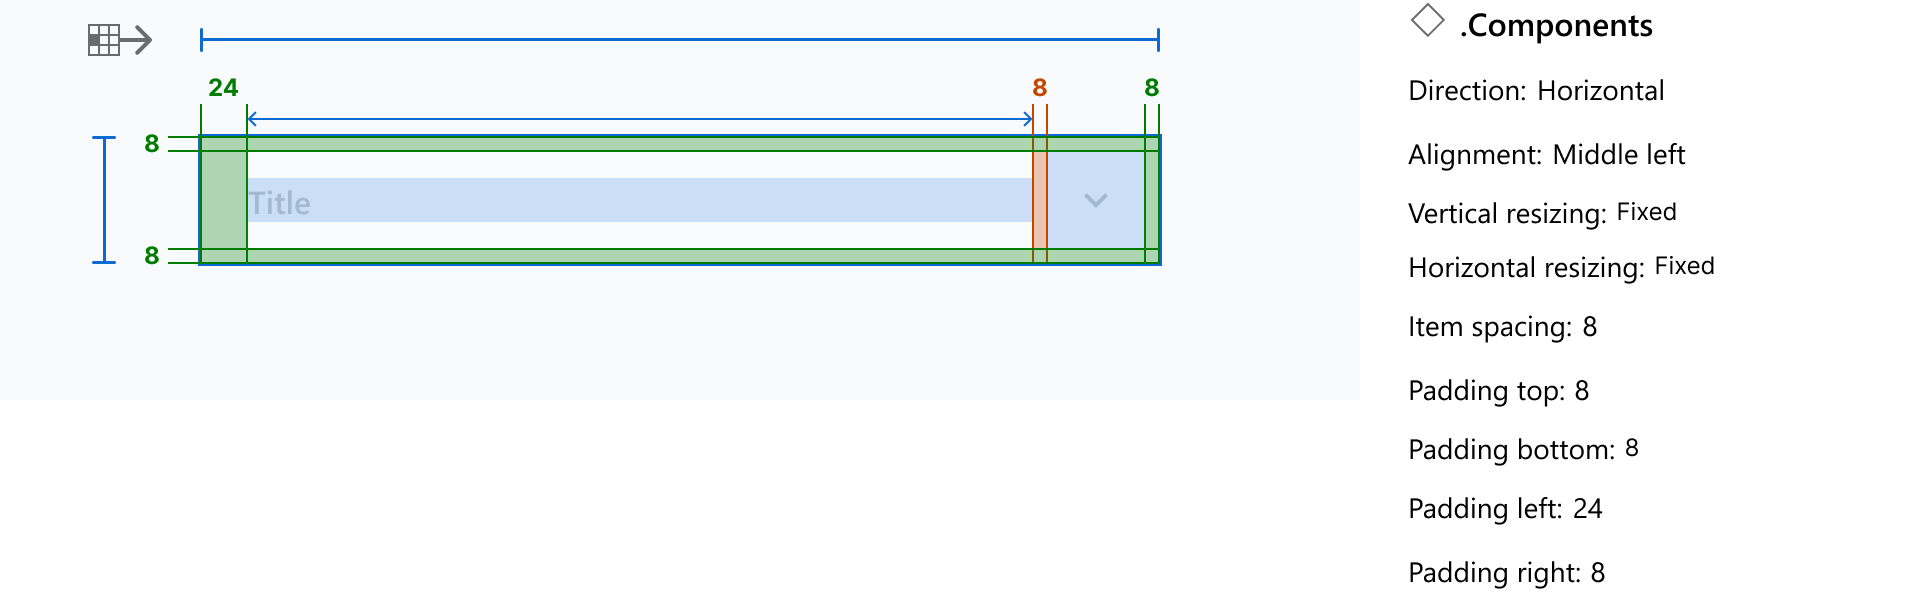 24
8
8
8
Title
8
.Components
Direction: Horizontal
Alignment: Middle left
Vertical resizing: Fixed
Horizontal resizing: Fixed
Item spacing: 8
Padding top: 8
Padding bottom: 8
Padding left: 24
Padding right: 8